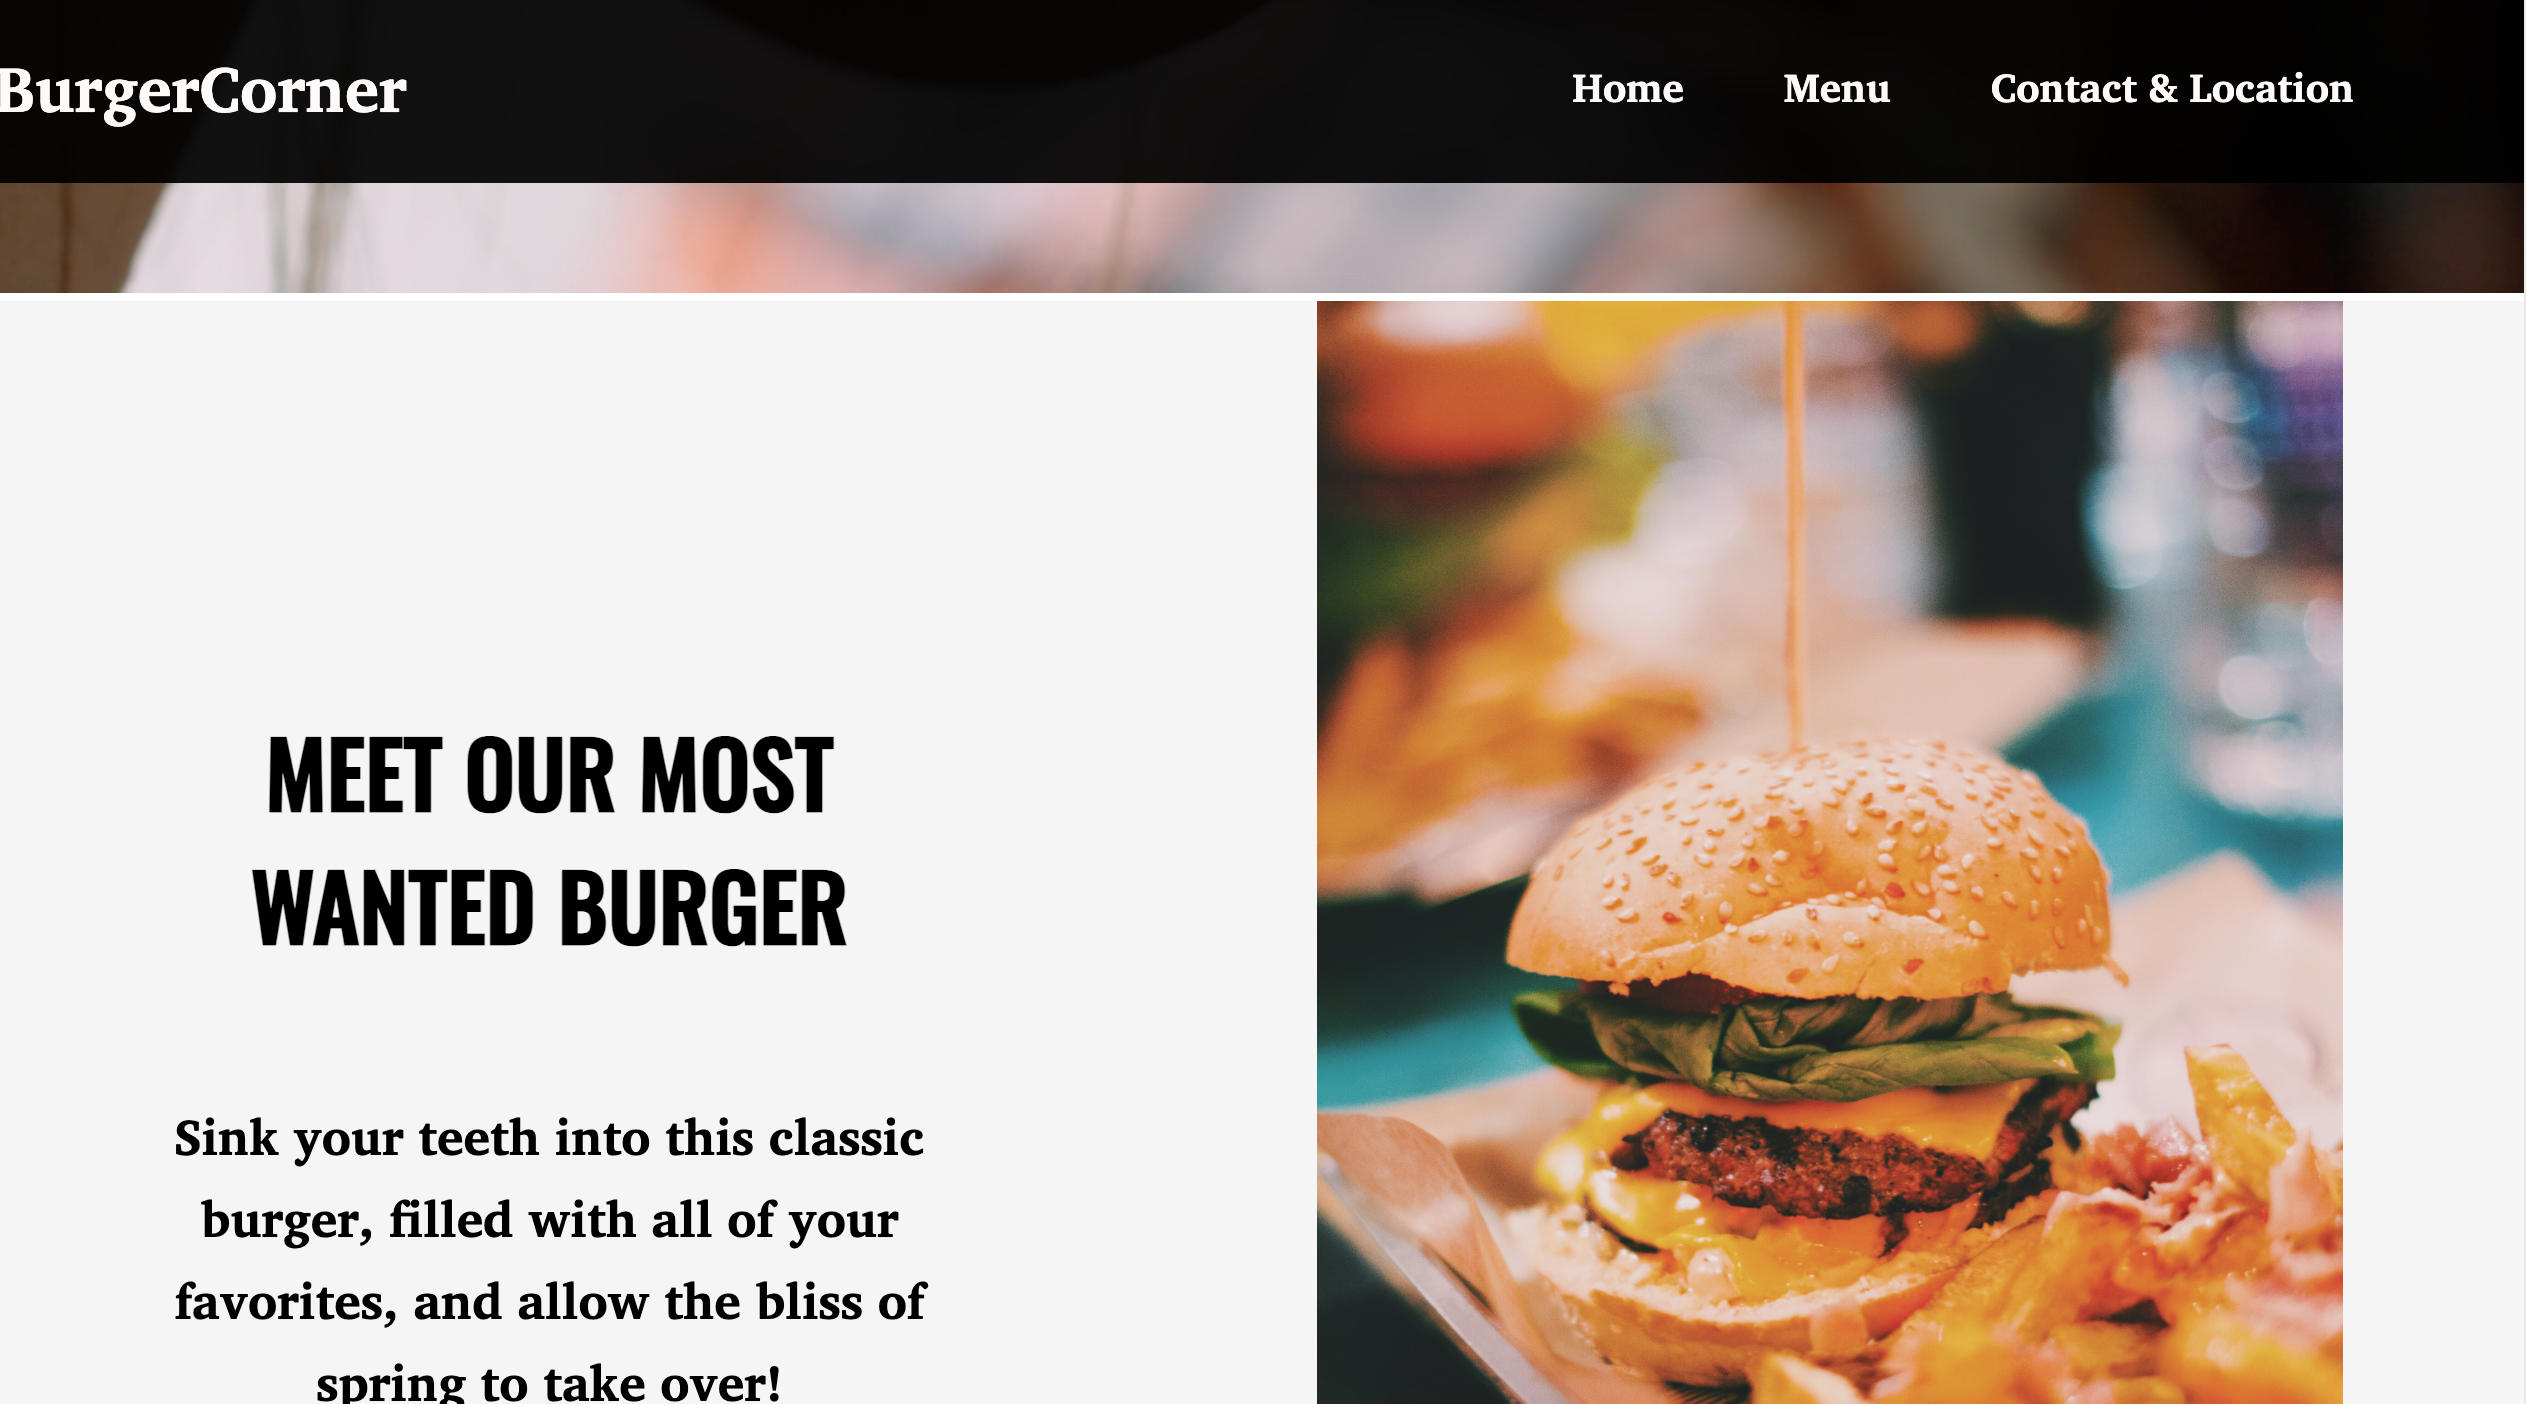 BurgerCorner
Home Menu Contact & Location
MEET OUR MOST
WANTED BURGER
Sink your teeth into this classic
burger, filled with all of your
favorites, and allow the bliss of
spring to take over!